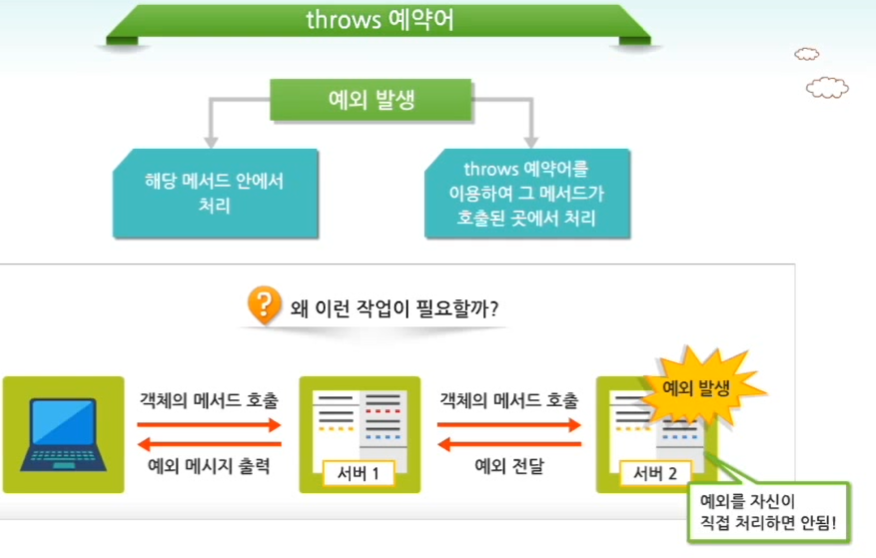 throws 예약어
예외 발생
해당 메서드 안에서
처리
throws 예약어를
이용하여 그 메서드가
호출된 곳에서 처리
?
왜 이런 작업이 필요할까?
객체의 메서드 호출
예외 메시지 출력
서버 1
객체의 메서드 호출
예외 전달
예외 발생
서버 2
예외를 자신이
직접 처리하면 안됨!